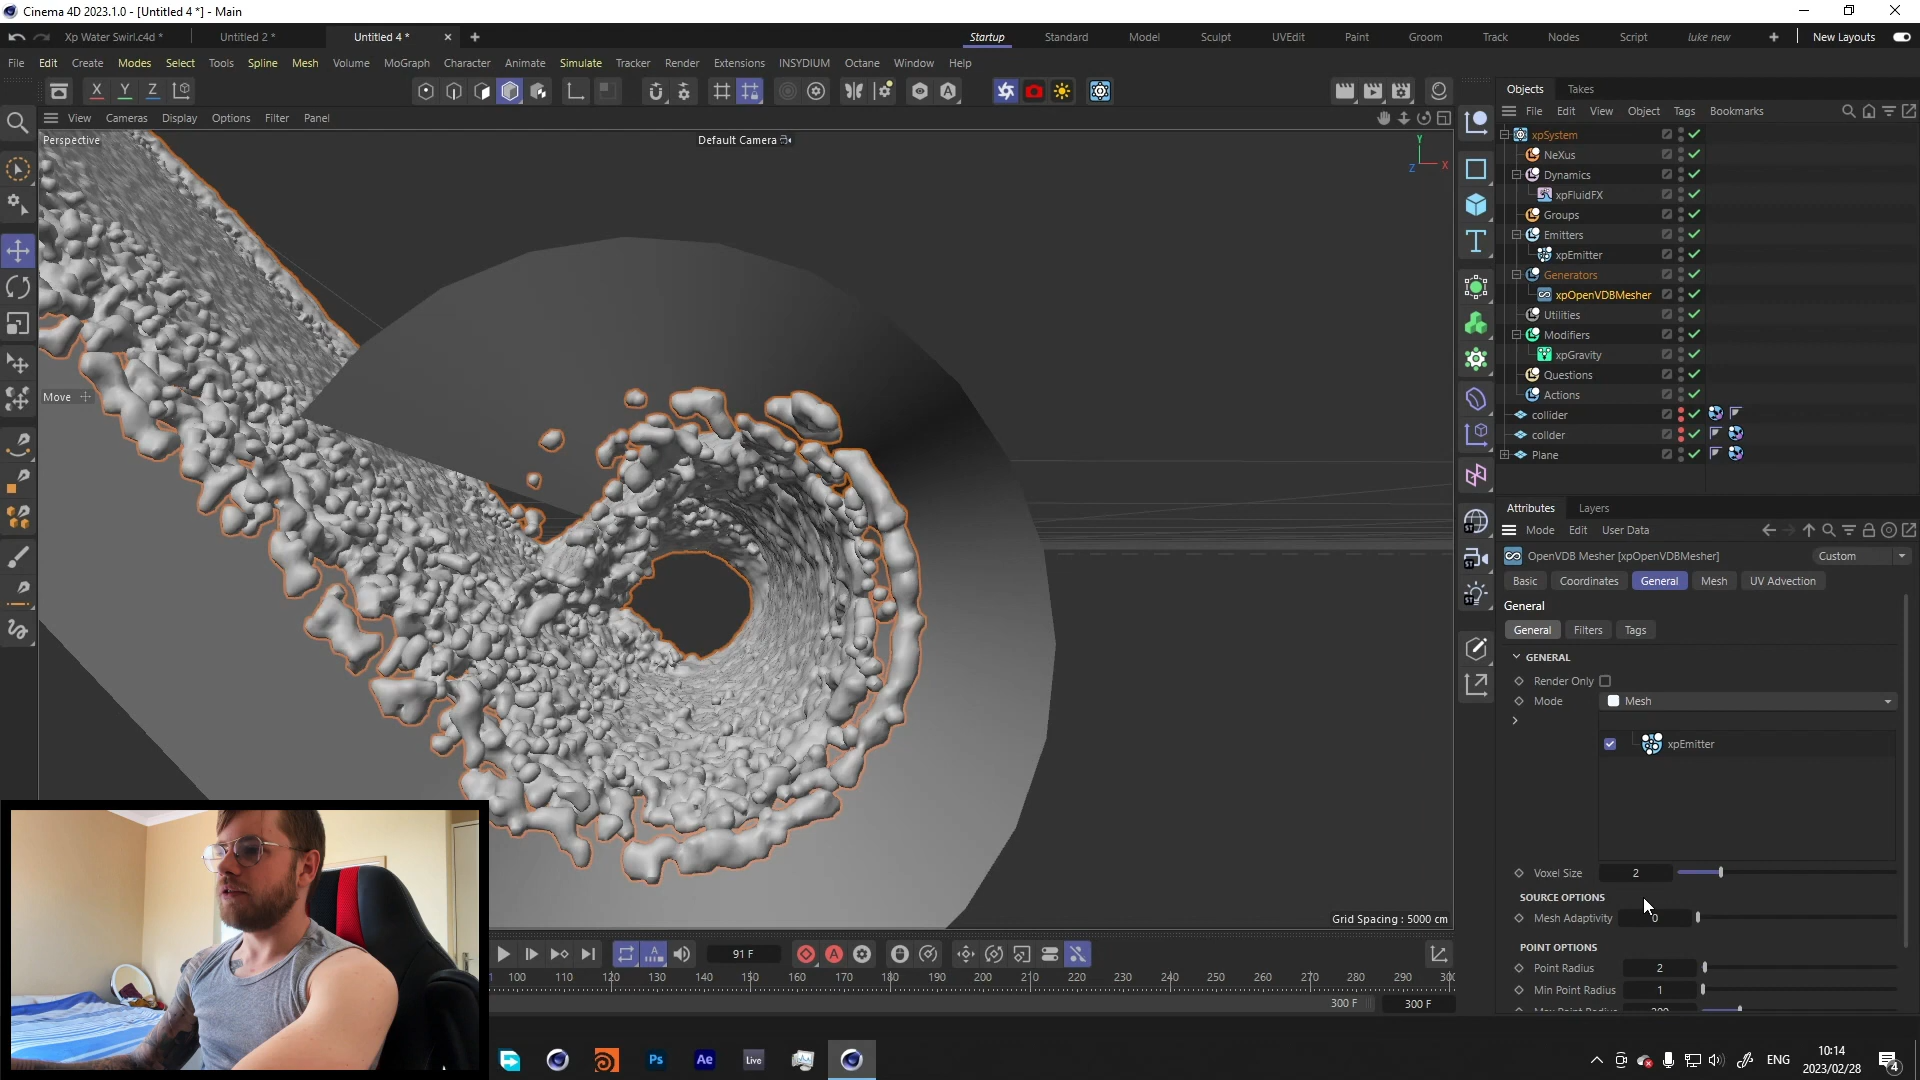 Cinema 4D 2023.1.0 - [Untitled 4 *] - Main
Xp Water Swirl.c4d *
Untitled 2 *
Untitled 4 *
Startup
Standard
Model
Sculpt
UVEdit
Paint
Groom
Track
Nodes
Script
luke new
New Layouts
File Edit Create Modes Select Tools Spline Mesh Volume MoGraph Character Animate Simulate Tracker Render Extensions INSYDIUM Octane Window Help
X Y Z
View Cameras Display Options Filter Panel
Perspective
Default Camera
Y
Z X
Move
Grid Spacing : 5000 cm
Objects Takes
File Edit View Object Tags Bookmarks
xpSystem
NeXus
Dynamics
xpFluidFX
Groups
Emitters
xpEmitter
Generators
xpOpenVDBMesher
Utilities
Modifiers
xpGravity
Questions
Actions
collider
collider
Plane
Attributes Layers
Mode Edit User Data
OpenVDB Mesher [xpOpenVDBMesher]
Custom
Basic Coordinates General Mesh UV Advection
General
General Filters Tags
GENERAL
Render Only
Mode Mesh
xpEmitter
Voxel Size 2
SOURCE OPTIONS
Mesh Adaptivity 0
POINT OPTIONS
Point Radius 2
Min Point Radius 1
91 F
100 110 120 130 140 150 160 170 180 190 200 210 220 230 240 250 260 270 280 290
300 F
300 F
Ps
Ae
Live
ENG
10:14
2023/02/28
4